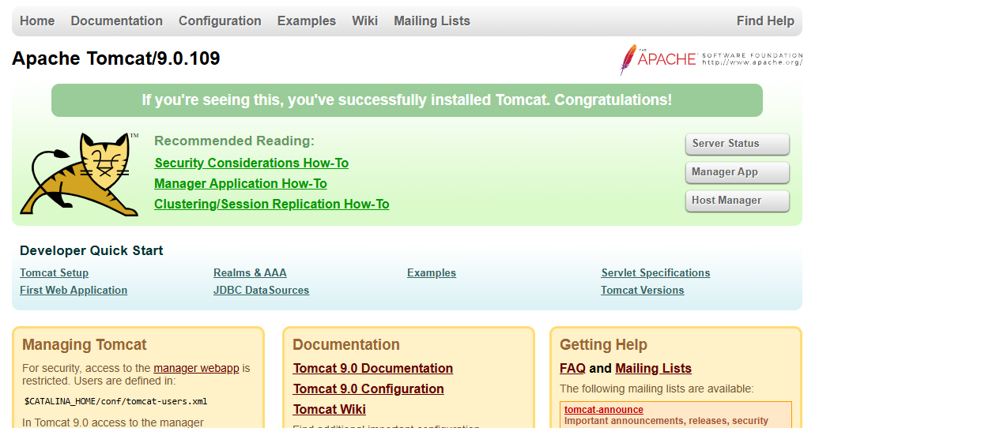 Home Documentation Configuration Examples Wiki Mailing Lists Find Help
Apache Tomcat/9.0.109
THE APACHE SOFTWARE FOUNDATION
http://www.apache.org/
If you're seeing this, you've successfully installed Tomcat. Congratulations!
TM
Recommended Reading:
Security Considerations How-To
Manager Application How-To
Clustering/Session Replication How-To
Server Status
Manager App
Host Manager
Developer Quick Start
Tomcat Setup
First Web Application
Realms & AAA
JDBC DataSources
Examples
Servlet Specifications
Tomcat Versions
Managing Tomcat
For security, access to the manager webapp is
restricted. Users are defined in:
$CATALINA_HOME/conf/tomcat-users.xml
In Tomcat 9.0 access to the manager
Documentation
Tomcat 9.0 Documentation
Tomcat 9.0 Configuration
Tomcat Wiki
Find additional important configuration
Getting Help
FAQ and Mailing Lists
The following mailing lists are available:
tomcat-announce
Important announcements, releases, security